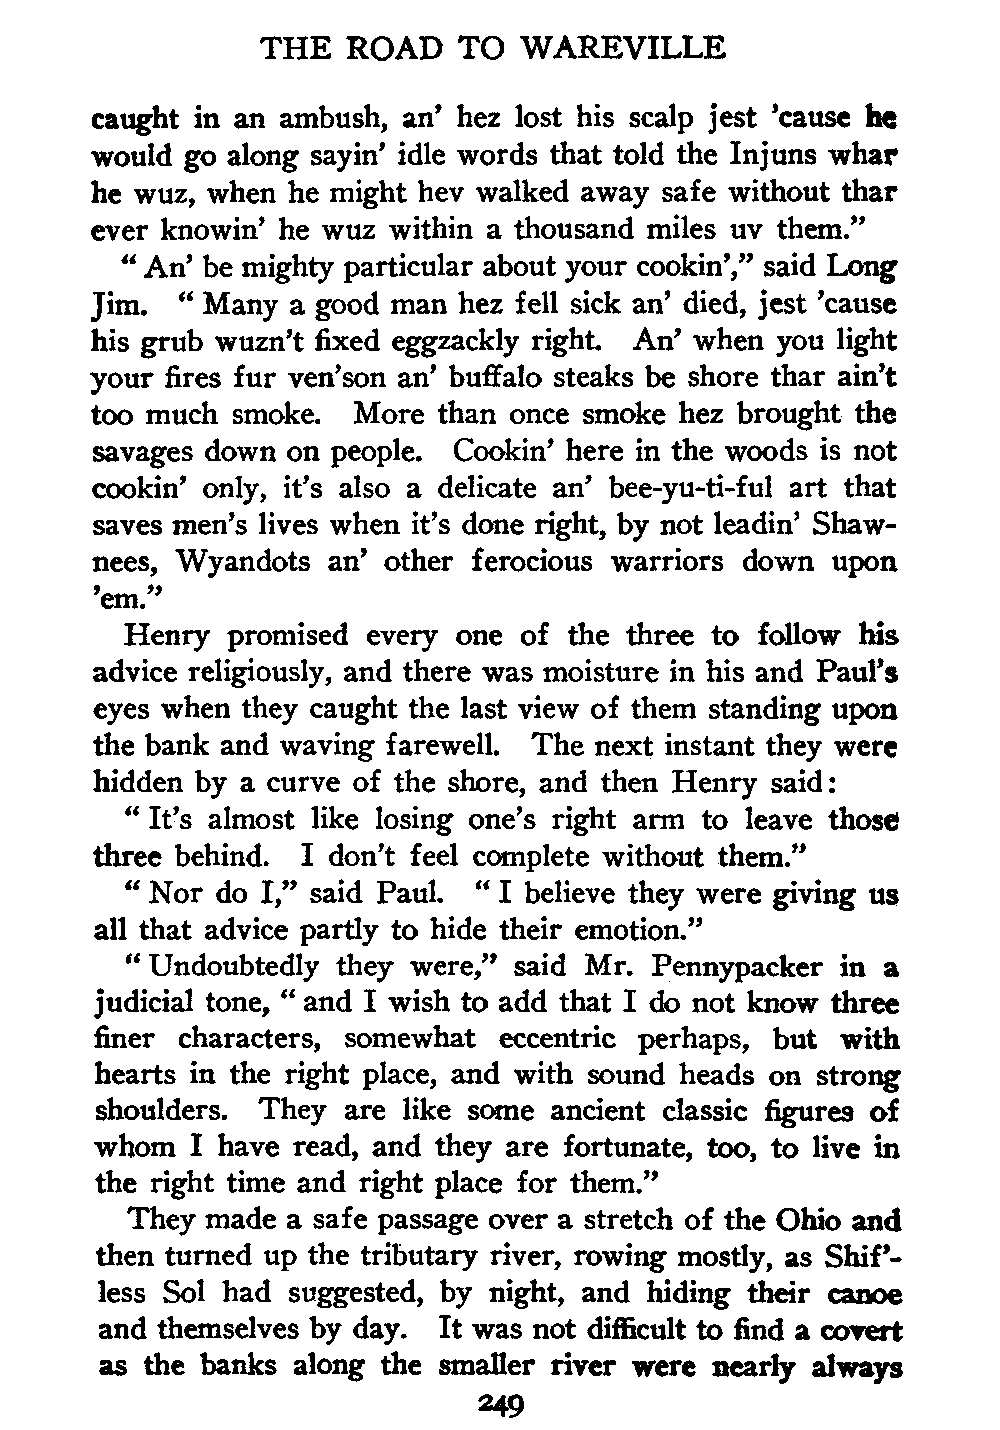 THE ROAD TO WAREVILLE
caught in an ambush, an' hez lost his scalp jest 'cause he
would go along sayin' idle words that told the Injuns whar
he wuz, when he might hev walked away safe without thar
ever knowin' he wuz within a thousand miles uv them."
" An' be mighty particular about your cookin'," said Long
Jim. " Many a good man hez fell sick an' died, jest 'cause
his grub wuzn't fixed eggzackly right. An' when you light
your fires fur ven'son an' buffalo steaks be shore thar ain't
too much smoke. More than once smoke hez brought the
savages down on people. Cookin' here in the woods is not
cookin' only, it's also a delicate an' bee-yu-ti-ful art that
saves men's lives when it's done right, by not leadin' Shaw-
nees, Wyandots an' other ferocious warriors down upon
'em."
Henry promised every one of the three to follow his
advice religiously, and there was moisture in his and Paul's
eyes when they caught the last view of them standing upon
the bank and waving farewell. The next instant they were
hidden by a curve of the shore, and then Henry said:
" It's almost like losing one's right arm to leave those
three behind. I don't feel complete without them."
" Nor do I," said Paul. " I believe they were giving us
all that advice partly to hide their emotion."
" Undoubtedly they were," said Mr. Pennypacker in a
judicial tone, " and I wish to add that I do not know three
finer characters, somewhat eccentric perhaps, but with
hearts in the right place, and with sound heads on strong
shoulders. They are like some ancient classic figures of
whom I have read, and they are fortunate, too, to live in
the right time and right place for them."
They made a safe passage over a stretch of the Ohio and
then turned up the tributary river, rowing mostly, as Shif'-
less Sol had suggested, by night, and hiding their canoe
and themselves by day. It was not difficult to find a covert
as the banks along the smaller river were nearly always
249